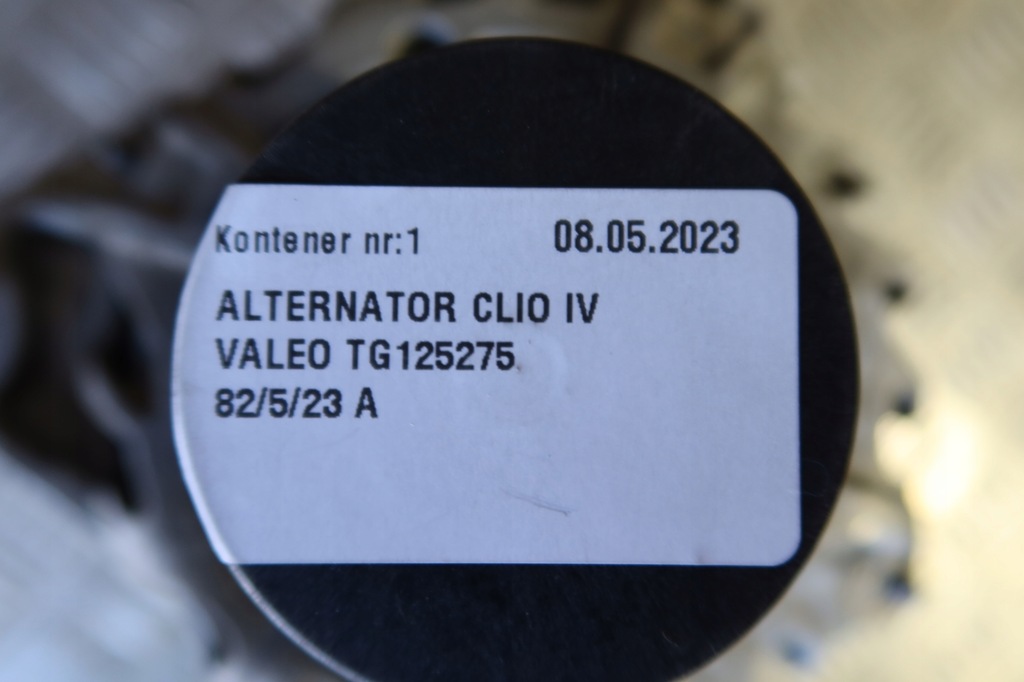 Kontener nr:1 08.05.2023
ALTERNATOR CLIO IV
VALEO TG125275
82/5/23 A